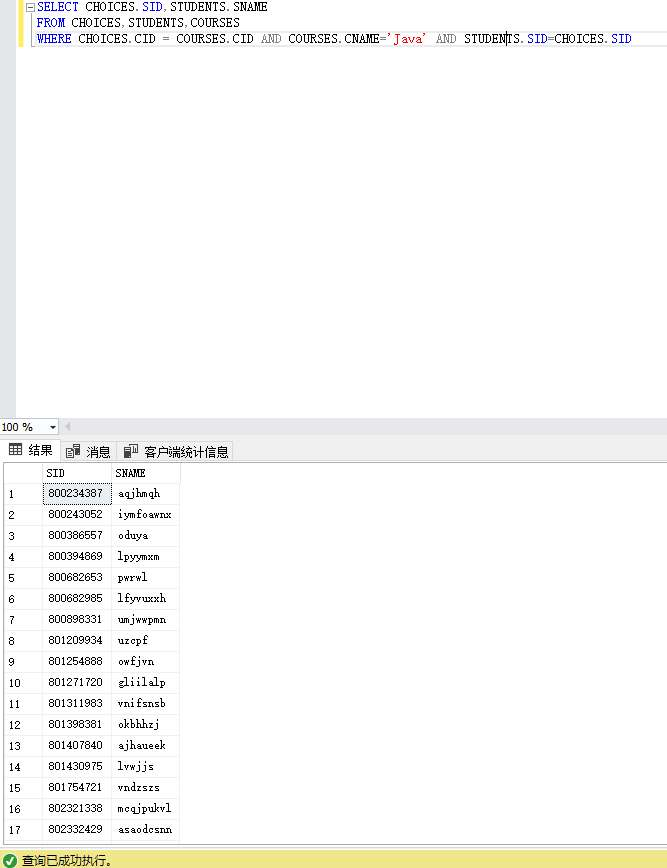 SELECT CHOICES.SID,STUDENTS.SNAME
FROM CHOICES,STUDENTS,COURSES
WHERE CHOICES.CID = COURSES.CID AND COURSES.CNAME='Java' AND STUDENTS.SID=CHOICES.SID
100 %
结果 消息 客户端统计信息
SID SNAME
1 800234387 aqjhmqh
2 800243052 iymfoawnx
3 800386557 oduya
4 800394869 lpyymxm
5 800682653 pwrwl
6 800682985 lfyvuxxh
7 800898331 umjwwpmn
8 801209934 uzcpf
9 801254888 owfjvn
10 801271720 gliilalp
11 801311983 vnifsnsb
12 801398381 okbhhzj
13 801407840 ajhaueek
14 801430975 lvwjjs
15 801754721 vndzszs
16 802321338 mcqjpukvl
17 802332429 asaodcsnn
查询已成功执行。